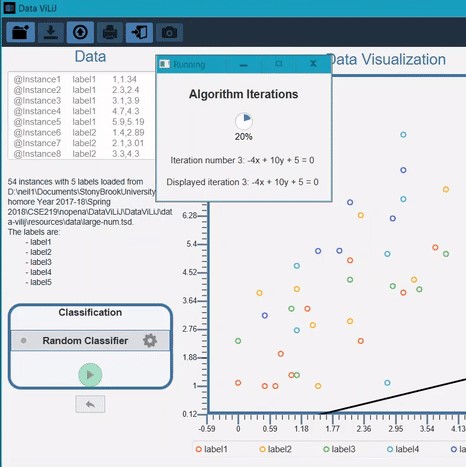 Data ViLiJ
Data
Data Visualization
Running
X
Algorithm Iterations
20%
Iteration number 3: -4x + 10y + 5 = 0
Displayed iteration 3: -4x + 10y + 5 = 0
@Instance1 label1 1,1.34
@Instance2 label1 2.3,2.4
@Instance3 label1 3.1,3.9
@Instance4 label1 4.7,4.3
@Instance5 label1 5.9,5.19
@Instance6 label2 1.4,2.89
@Instance7 label2 2.1,3.01
@Instance8 label2 3.3,4.3
54 instances with 5 labels loaded from
D:\neil1\Documents\StonyBrookUniversity
homore Year 2017-18\Spring
2018\CSE219\nopena\DataViLiJ\DataViLiJ\dat
a-vilij\resources\data\large-num.tsd.
The labels are:
- label1
- label2
- label3
- label4
- label5
Classification
Random Classifier
6.28
5.4
4.52
3.64
2.76
1.88
1
0.12
-0.59 0 0.59 1.18 1.77 2.36 2.95 3.54 4.13
label1 label2 label3 label4 la